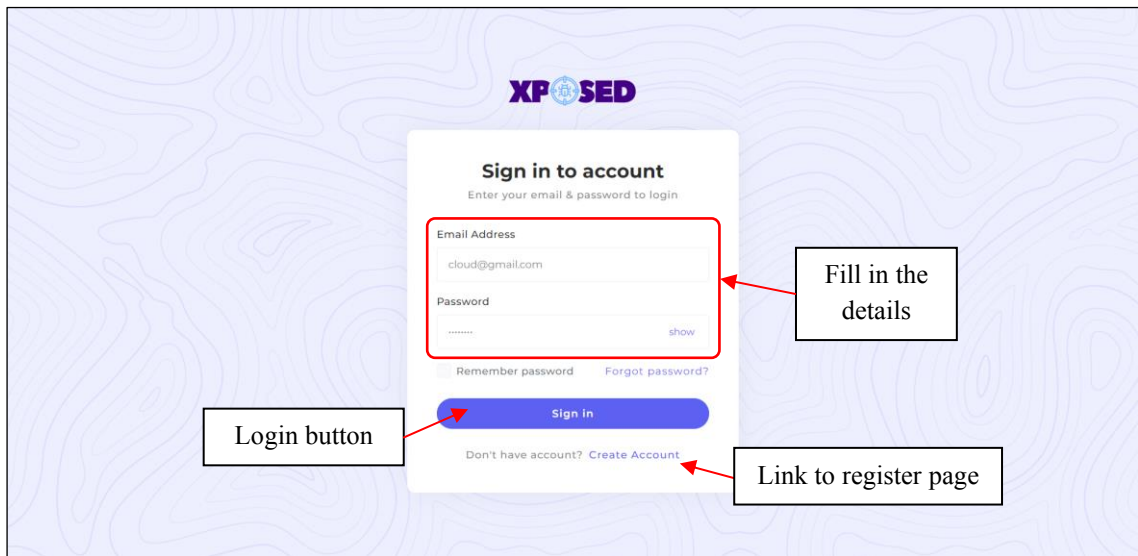 XPOSED
Sign in to account
Enter your email & password to login
Email Address
cloud@gmail.com
Fill in the
details
Password
········
show
Remember password
Forgot password?
Sign in
Login button
Don't have account? Create Account
Link to register page